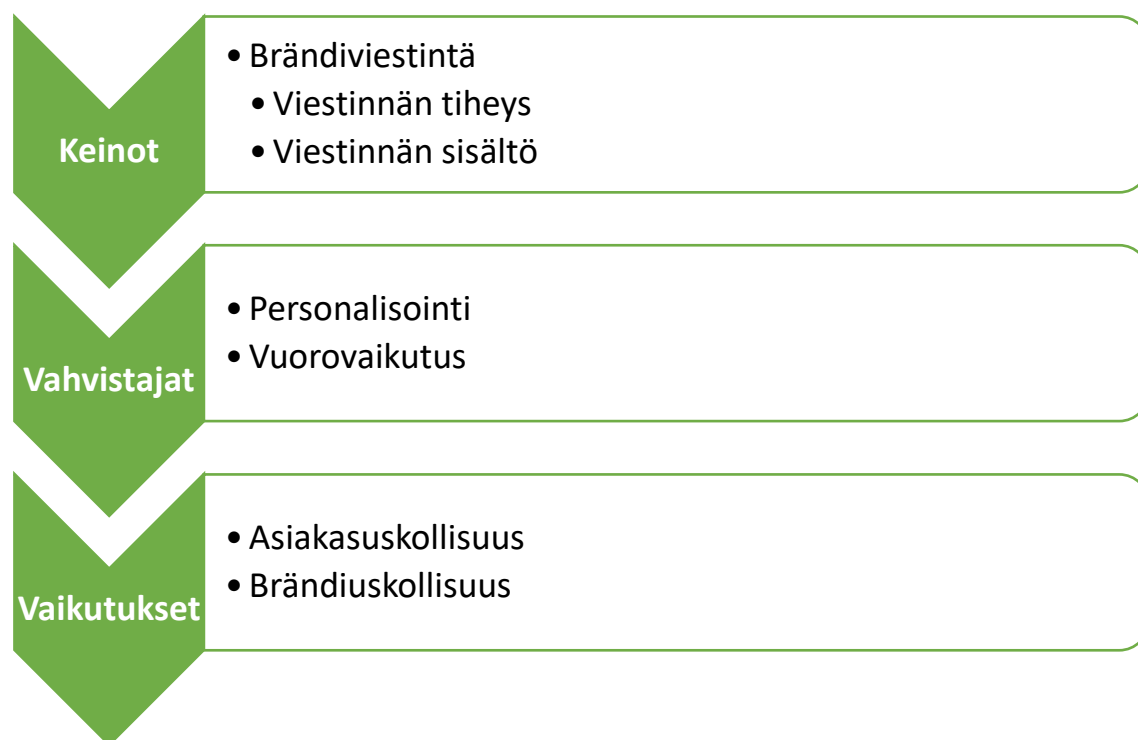 Keinot
• Brändiviestintä
• Viestinnän tiheys
• Viestinnän sisältö
Vahvistajat
• Personalisointi
• Vuorovaikutus
Vaikutukset
• Asiakasuskollisuus
• Brändiuskollisuus